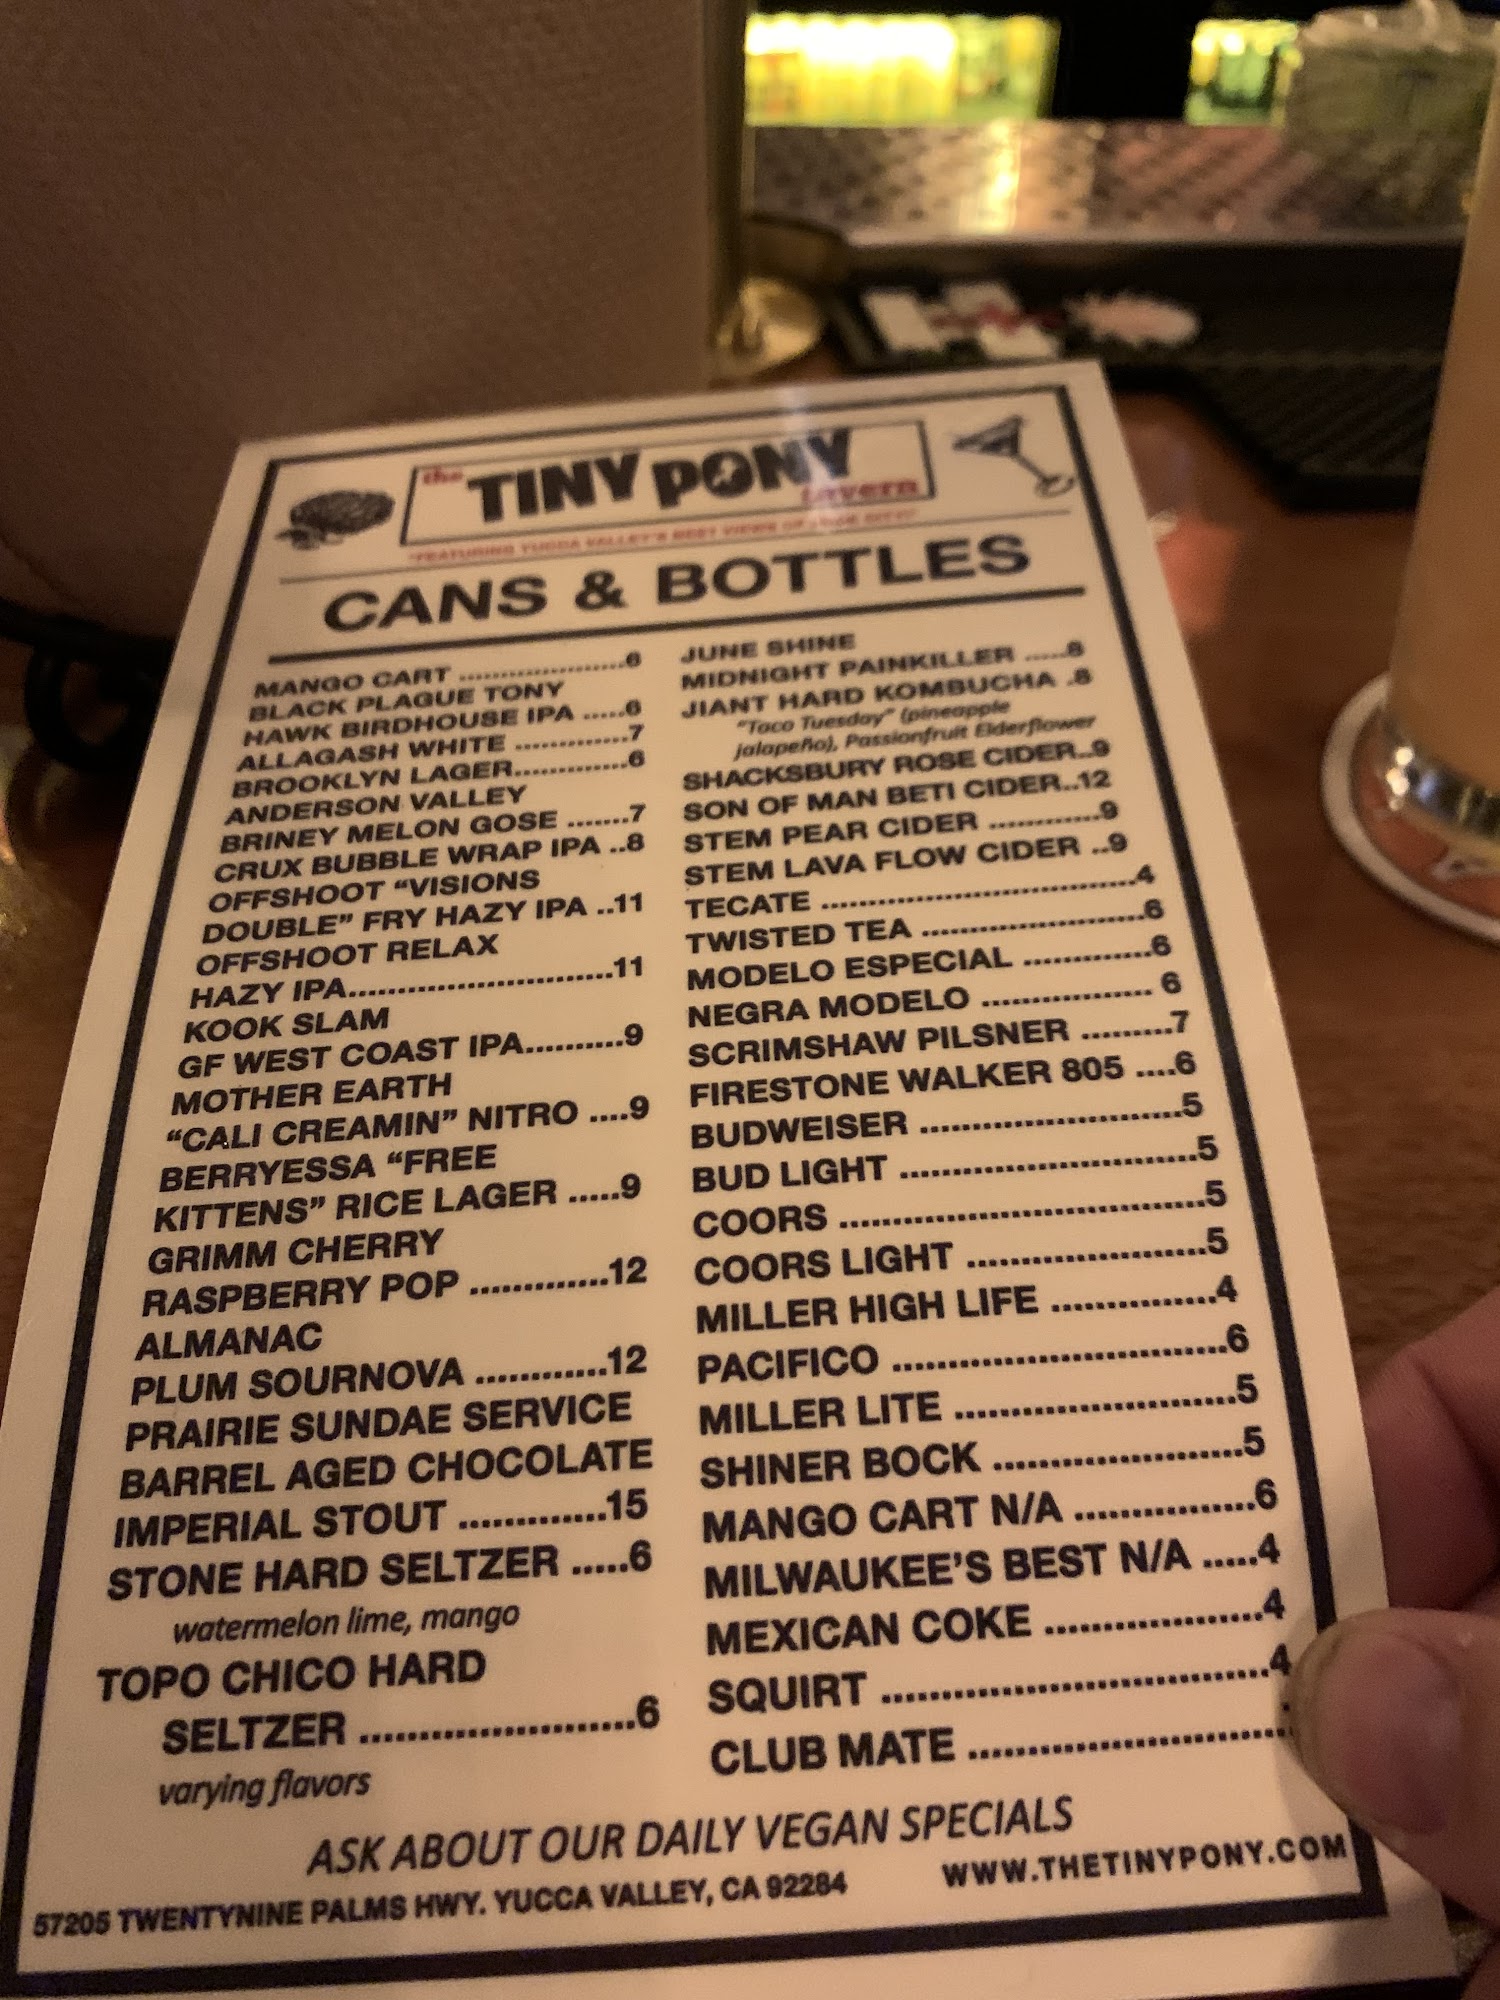 the TINY PONY tavern
"FEATURING YUCCA VALLEY'S BEST VIEWS OF
CANS & BOTTLES
MANGO CART ....................6
BLACK PLAGUE TONY
HAWK BIRDHOUSE IPA .....6
ALLAGASH WHITE .............7
BROOKLYN LAGER.............6
ANDERSON VALLEY
BRINEY MELON GOSE .......7
CRUX BUBBLE WRAP IPA ..8
OFFSHOOT "VISIONS
DOUBLE" FRY HAZY IPA ..11
OFFSHOOT RELAX
HAZY IPA...........................11
KOOK SLAM
GF WEST COAST IPA..........9
MOTHER EARTH
"CALI CREAMIN" NITRO ....9
BERRYESSA "FREE
KITTENS" RICE LAGER .....9
GRIMM CHERRY
RASPBERRY POP .............12
ALMANAC
PLUM SOURNOVA ............12
PRAIRIE SUNDAE SERVICE
BARREL AGED CHOCOLATE
IMPERIAL STOUT .............15
STONE HARD SELTZER .....6
watermelon lime, mango
TOPO CHICO HARD
SELTZER .......................6
varying flavors
JUNE SHINE
MIDNIGHT PAINKILLER .....8
JIANT HARD KOMBUCHA .8
"Taco Tuesday" (pineapple
jalapeño), Passionfruit Elderflower
SHACKSBURY ROSE CIDER..9
SON OF MAN BETI CIDER..12
STEM PEAR CIDER ............9
STEM LAVA FLOW CIDER ..9
TECATE ................................4
TWISTED TEA ......................6
MODELO ESPECIAL .............6
NEGRA MODELO ................. 6
SCRIMSHAW PILSNER .........7
FIRESTONE WALKER 805 ....6
BUDWEISER ........................5
BUD LIGHT ...........................5
COORS .................................5
COORS LIGHT ......................5
MILLER HIGH LIFE ...............4
PACIFICO ..............................6
MILLER LITE .........................5
SHINER BOCK ......................5
MANGO CART N/A ................6
MILWAUKEE'S BEST N/A .....4
MEXICAN COKE ...................4
SQUIRT .................................4
CLUB MATE ...........................
ASK ABOUT OUR DAILY VEGAN SPECIALS
57205 TWENTYNINE PALMS HWY. YUCCA VALLEY, CA 92284 WWW.THETINYPONY.COM